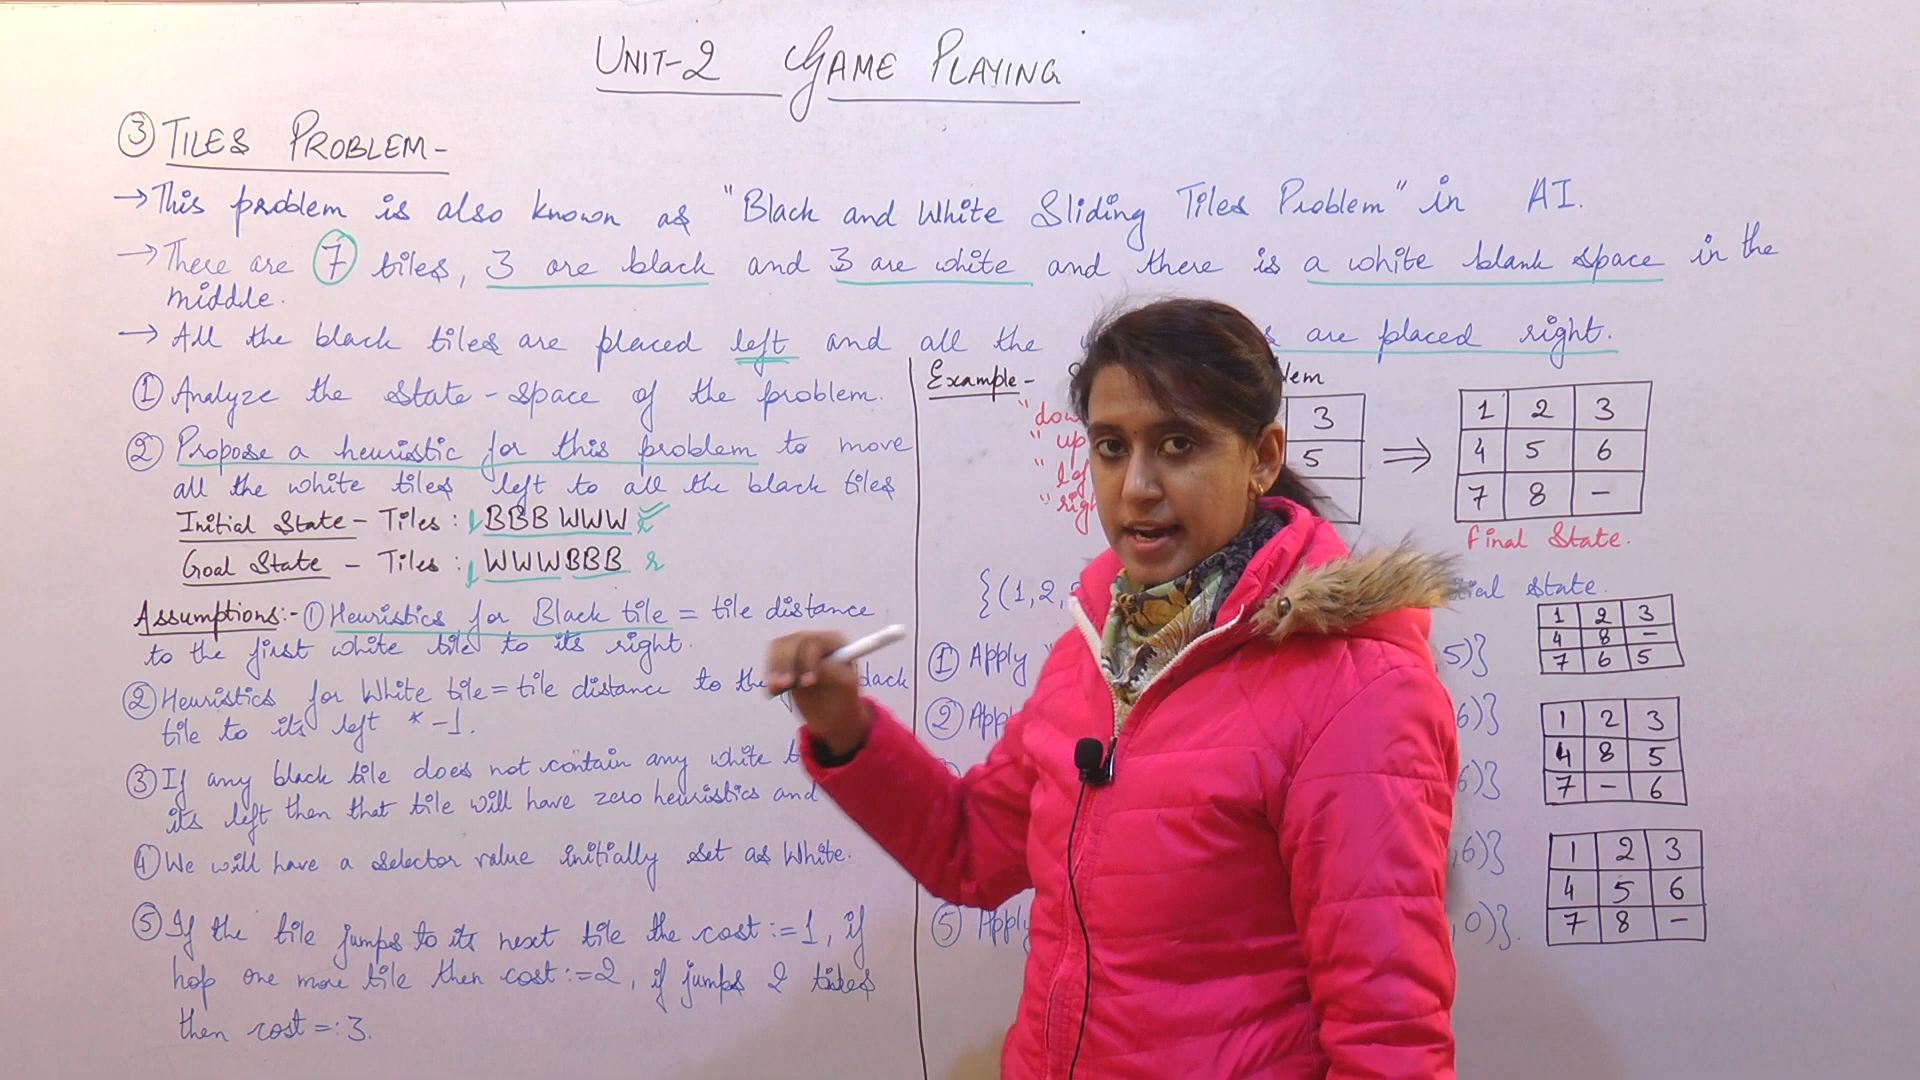 UNIT-2 GAME PLAYING
③ TILES PROBLEM-
→ This problem is also known as "Black and White Sliding Tiles Problem" in AI.
→ There are 7 tiles, 3 are black and 3 are white and there is a white blank space in the
middle.
→ All the black tiles are placed left and all the are placed right.
① Analyze the state-space of the problem.
② Propose a heuristic for this problem to move
all the white tiles left to all the black tiles
Initial State - Tiles : l BBB WWW r
Goal State - Tiles : l WWWBBB r
Assumptions:- ① Heuristics for Black tile = tile distance
to the first white tile to its right.
② Heuristics for White tile = tile distance to the
tile to its left * -1.
③ If any black tile does not contain any white
its left then that tile will have zero heuristics and
④ We will have a selector value initially set as White.
⑤ If the tile jumps to its next tile the cost:=1, if
hop one more tile then cost:=2, if jumps 2 tiles
then cost=:3.
Example-
"up
3
5
-
⇒
1 2 3
4 5 6
7 8 -
Final State.
{(1,2,
state.
① Apply
,5)}
1 2 3
4 8 -
7 6 5
②
6)}
1 2 3
4 8 5
7 - 6
6)}
,6)}
1 2 3
4 5 6
7 8 -
⑤ Apply
,0)}.